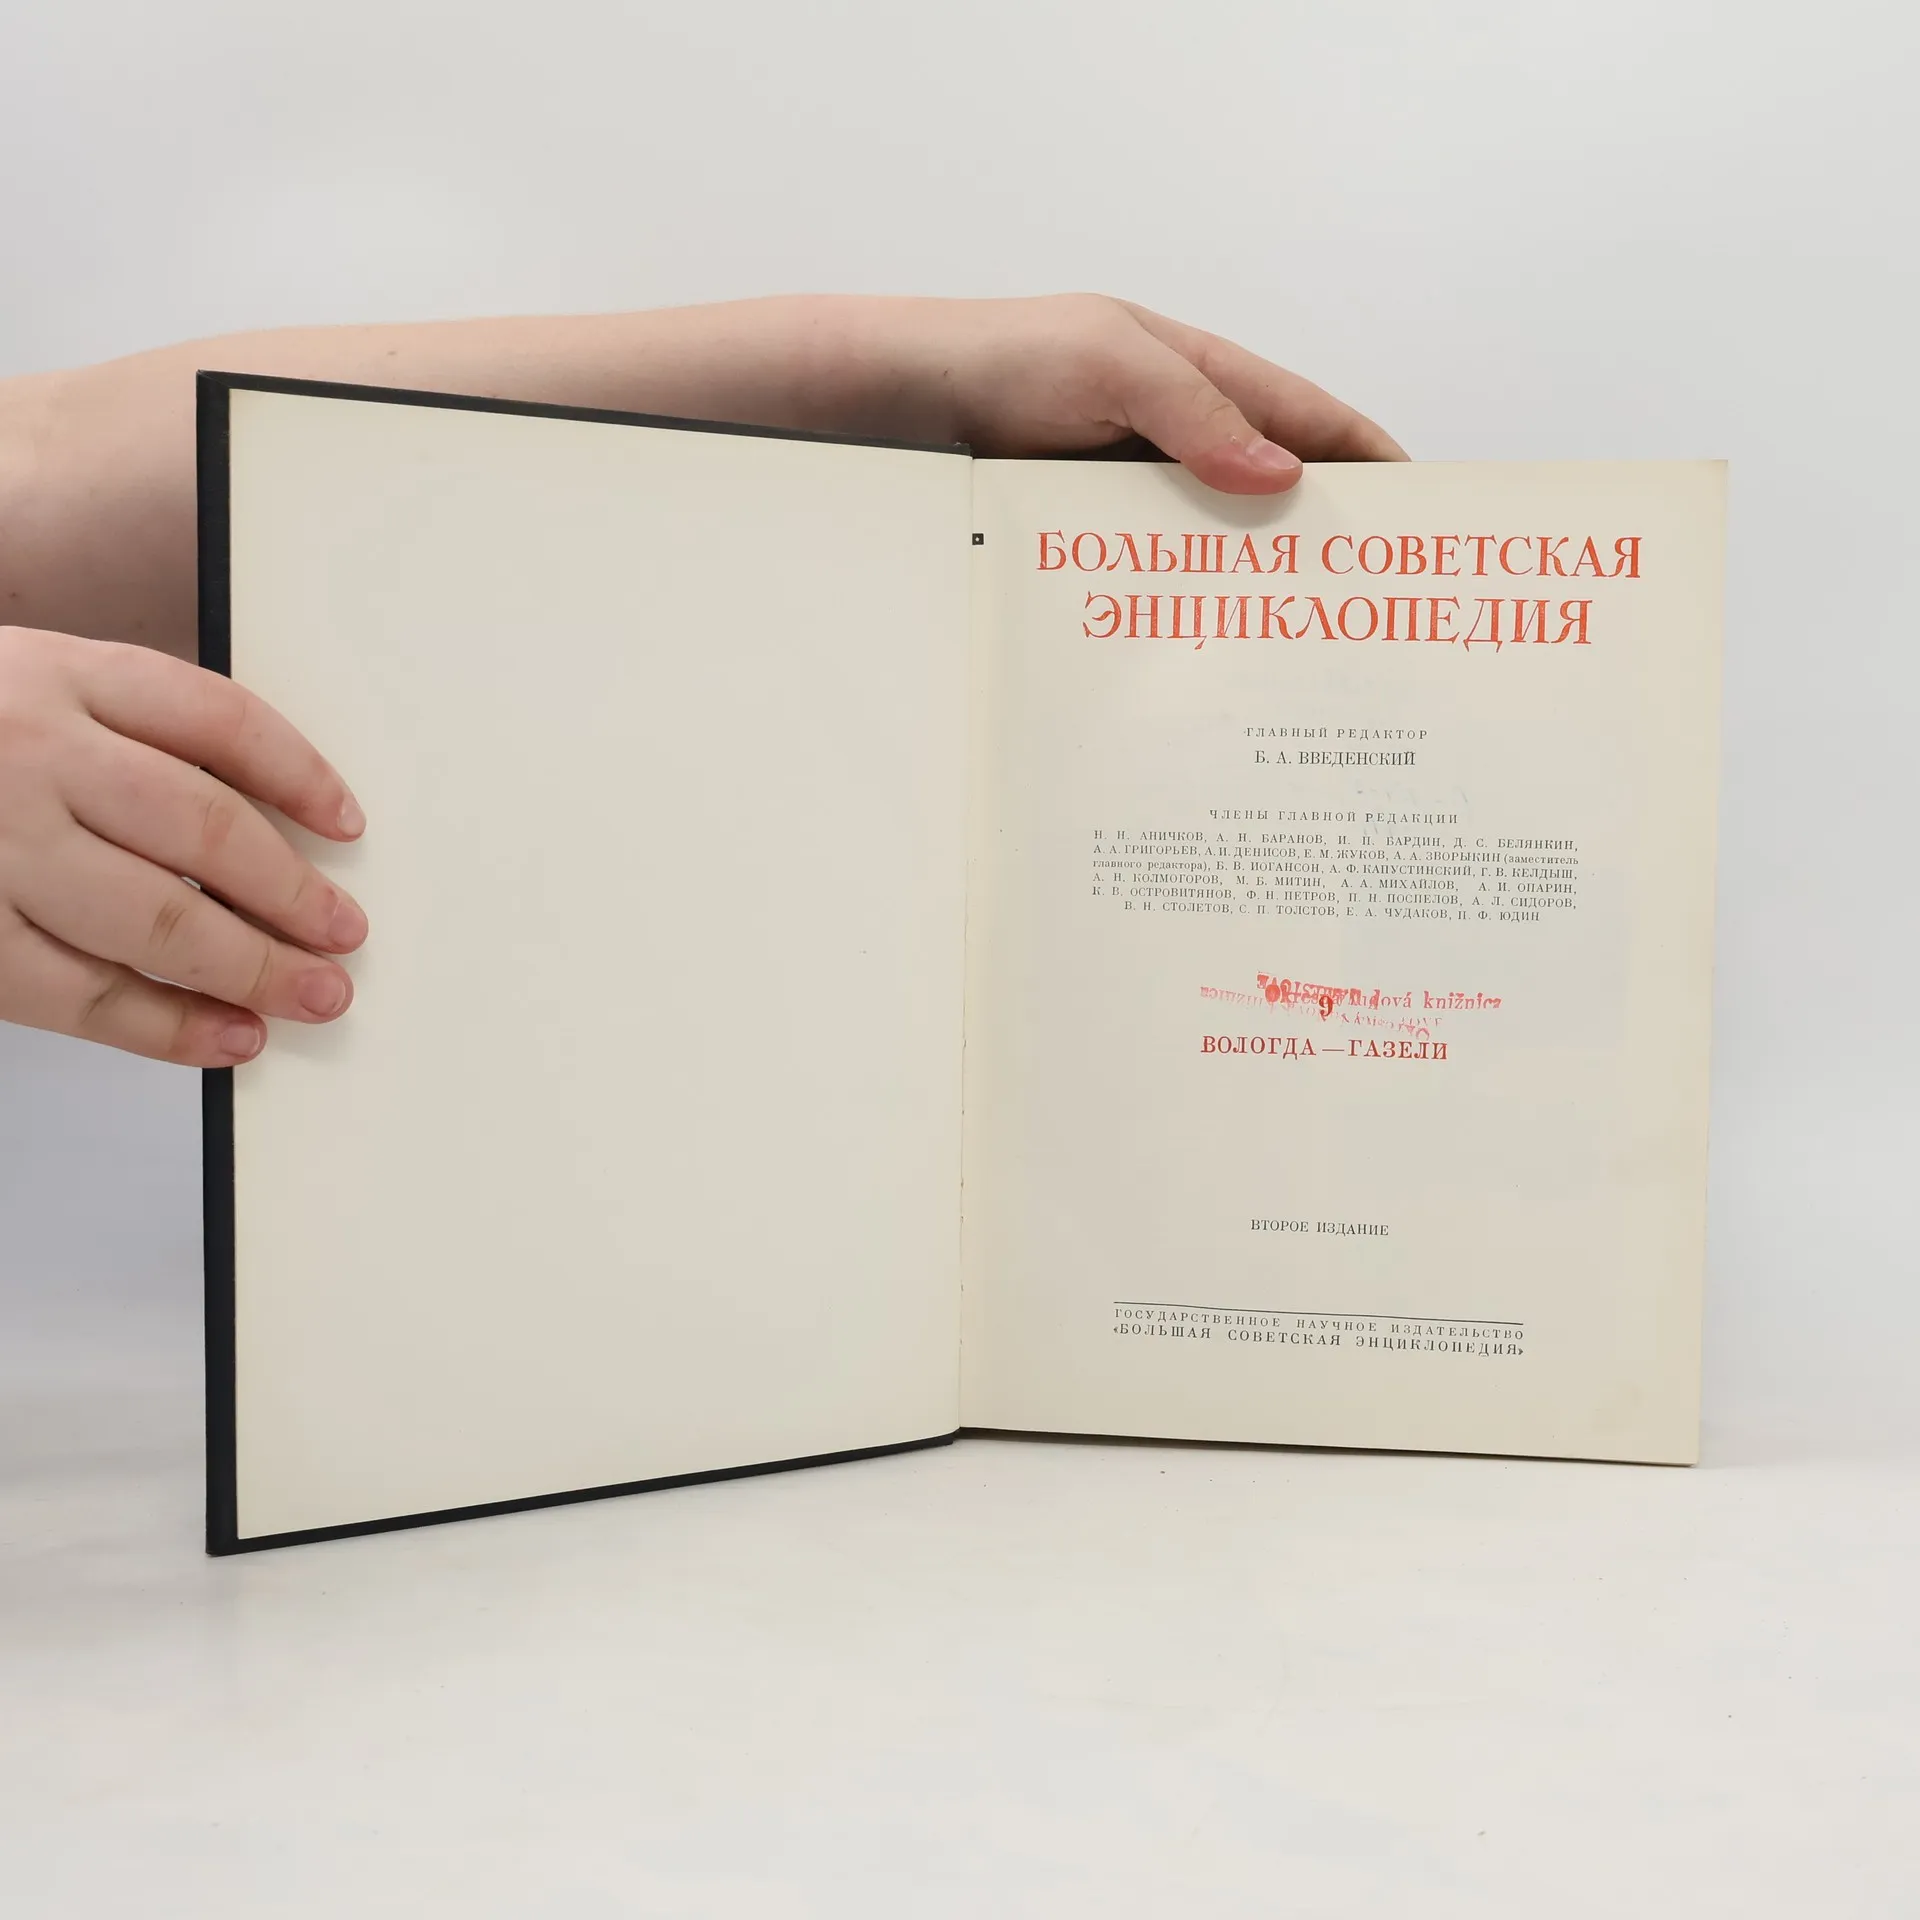 БОЛЬШАЯ СОВЕТСКАЯ
ЭНЦИКЛОПЕДИЯ
ГЛАВНЫЙ РЕДАКТОР
Б. А. ВВЕДЕНСКИЙ
ЧЛЕНЫ ГЛАВНОЙ РЕДАКЦИИ
Н. Н. АНИЧКОВ, А. Н. БАРАНОВ, И. П. БАРДИН, Д. С. БЕЛЯНКИН,
А. А. ГРИГОРЬЕВ, А. И. ДЕНИСОВ, Е. М. ЖУКОВ, А. А. ЗВОРЫКИН (заместитель
главного редактора), Б. В. ИОГАНСОН, А. Ф. КАПУСТИНСКИЙ, Г. В. КЕЛДЫШ,
А. Н. КОЛМОГОРОВ, М. Б. МИТИН, А. А. МИХАЙЛОВ, А. И. ОПАРИН,
К. В. ОСТРОВИТЯНОВ, Ф. Н. ПЕТРОВ, П. Н. ПОСПЕЛОВ, А. Л. СИДОРОВ,
В. Н. СТОЛЕТОВ, С. П. ТОЛСТОВ, Е. А. ЧУДАКОВ, П. Ф. ЮДИН
knižnica
9
ВОЛОГДА — ГАЗЕЛИ
ВТОРОЕ ИЗДАНИЕ
ГОСУДАРСТВЕННОЕ НАУЧНОЕ ИЗДАТЕЛЬСТВО
«БОЛЬШАЯ СОВЕТСКАЯ ЭНЦИКЛОПЕДИЯ»